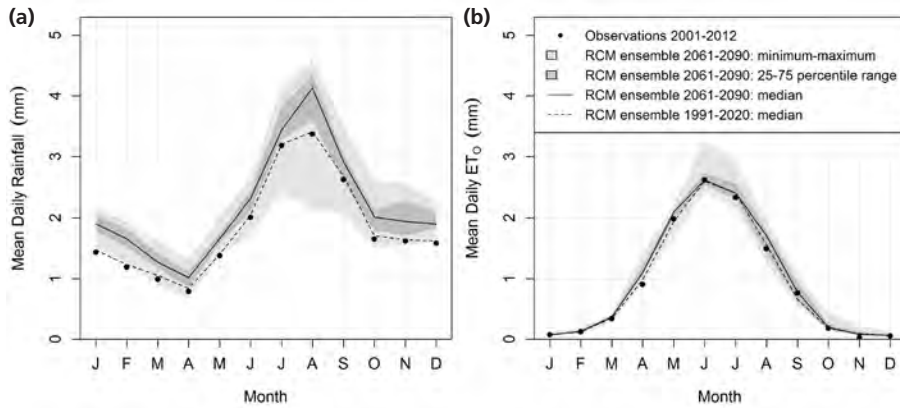 (a)
5
4
3
2
1
0
Mean Daily Rainfall (mm)
J F M A M J J A S O N D
Month
(b)
Observations 2001-2012
RCM ensemble 2061-2090: minimum-maximum
RCM ensemble 2061-2090: 25-75 percentile range
RCM ensemble 2061-2090: median
RCM ensemble 1991-2020: median
5
4
3
2
1
0
Mean Daily ETO (mm)
J F M A M J J A S O N D
Month